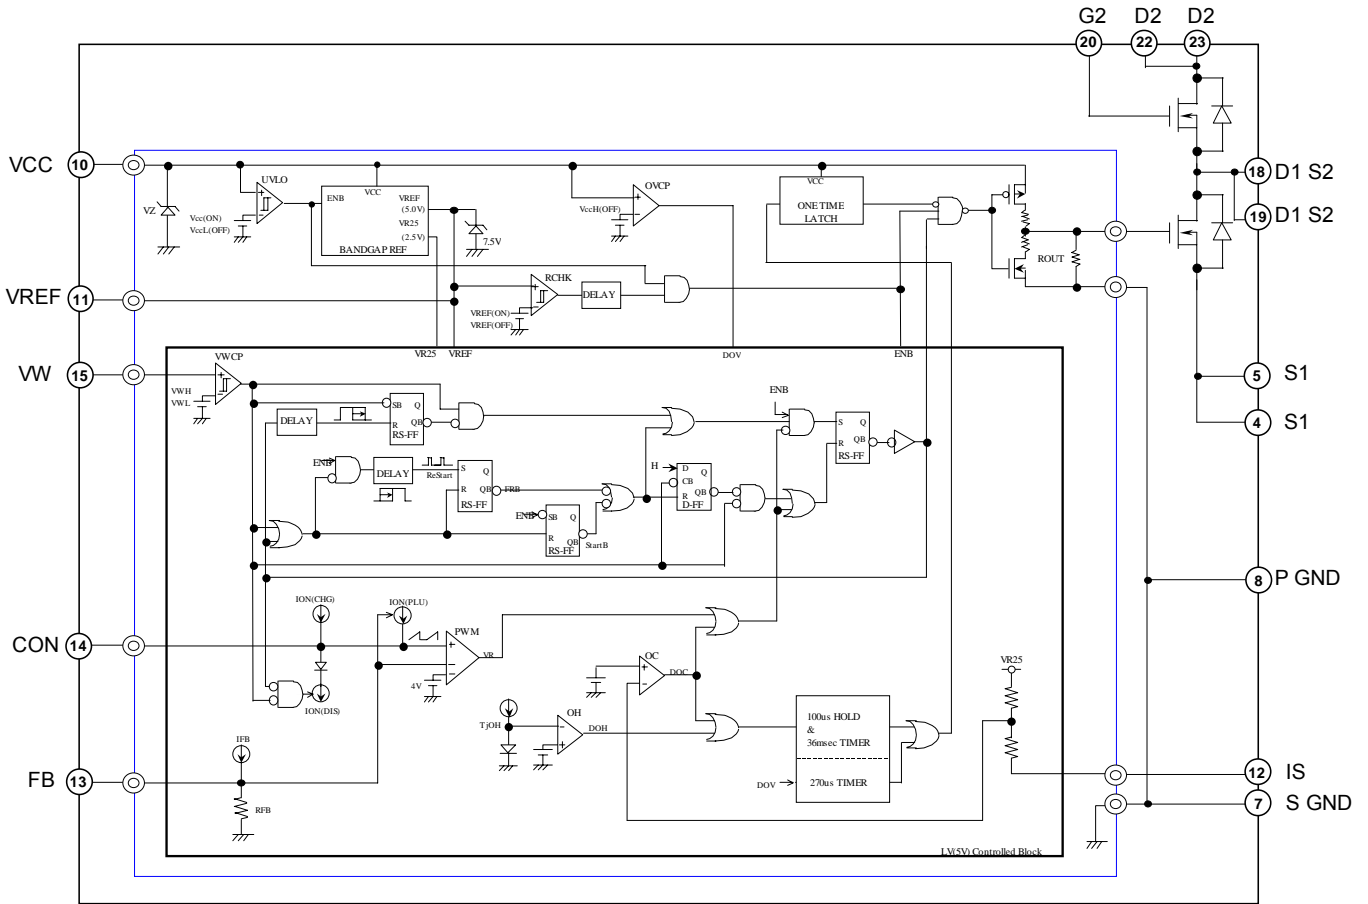 G2 D2 D2
20 22 23
VCC 10
18 D1 S2
19 D1 S2
VREF 11
VW 15
5 S1
4 S1
8 P GND
CON 14
FB 13
12 IS
7 S GND
VZ
UVLO
Vcc(ON)
VccL(OFF)
ENB
VCC
VREF
(5.0V)
VR25
(2.5V)
BANDGAP REF
7.5V
OVCP
VccH(OFF)
VCC
ONE TIME
LATCH
ROUT
RCHK
VREF(ON)
VREF(OFF)
DELAY
VR25 VREF
DOV
ENB
VWCP
VWH
VWL
DELAY
SB Q
R QB
RS-FF
ENB
DELAY
ReStart
S Q
R QB
RS-FF
FRB
ENB
SB Q
R QB
RS-FF
StartB
H
D Q
CB
R QB
D-FF
ENB
S Q
R QB
RS-FF
ION(CHG)
ION(PLU)
ION(DIS)
PWM
VR
4V
IFB
RFB
TjOH
OH
DOH
OC
DOC
100us HOLD
&
36msec TIMER
DOV
270us TIMER
VR25
LV(5V) Controlled Block